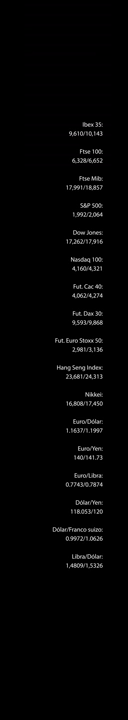 Ibex 35:
9,610/10,143
Ftse 100:
6,328/6,652
Ftse Mib:
17,991/18,857
S&P 500:
1,992/2,064
Dow Jones:
17,262/17,916
Nasdaq 100:
4,160/4,321
Fut. Cac 40:
4,062/4,274
Fut. Dax 30:
9,593/9,868
Fut. Euro Stoxx 50:
2,981/3,136
Hang Seng Index:
23,681/24,313
Nikkei:
16,808/17,450
Euro/Dólar:
1.1637/1.1997
Euro/Yen:
140/141.73
Euro/Libra:
0.7743/0.7874
Dólar/Yen:
118.053/120
Dólar/Franco suizo:
0.9972/1.0626
Libra/Dólar:
1,4809/1,5326